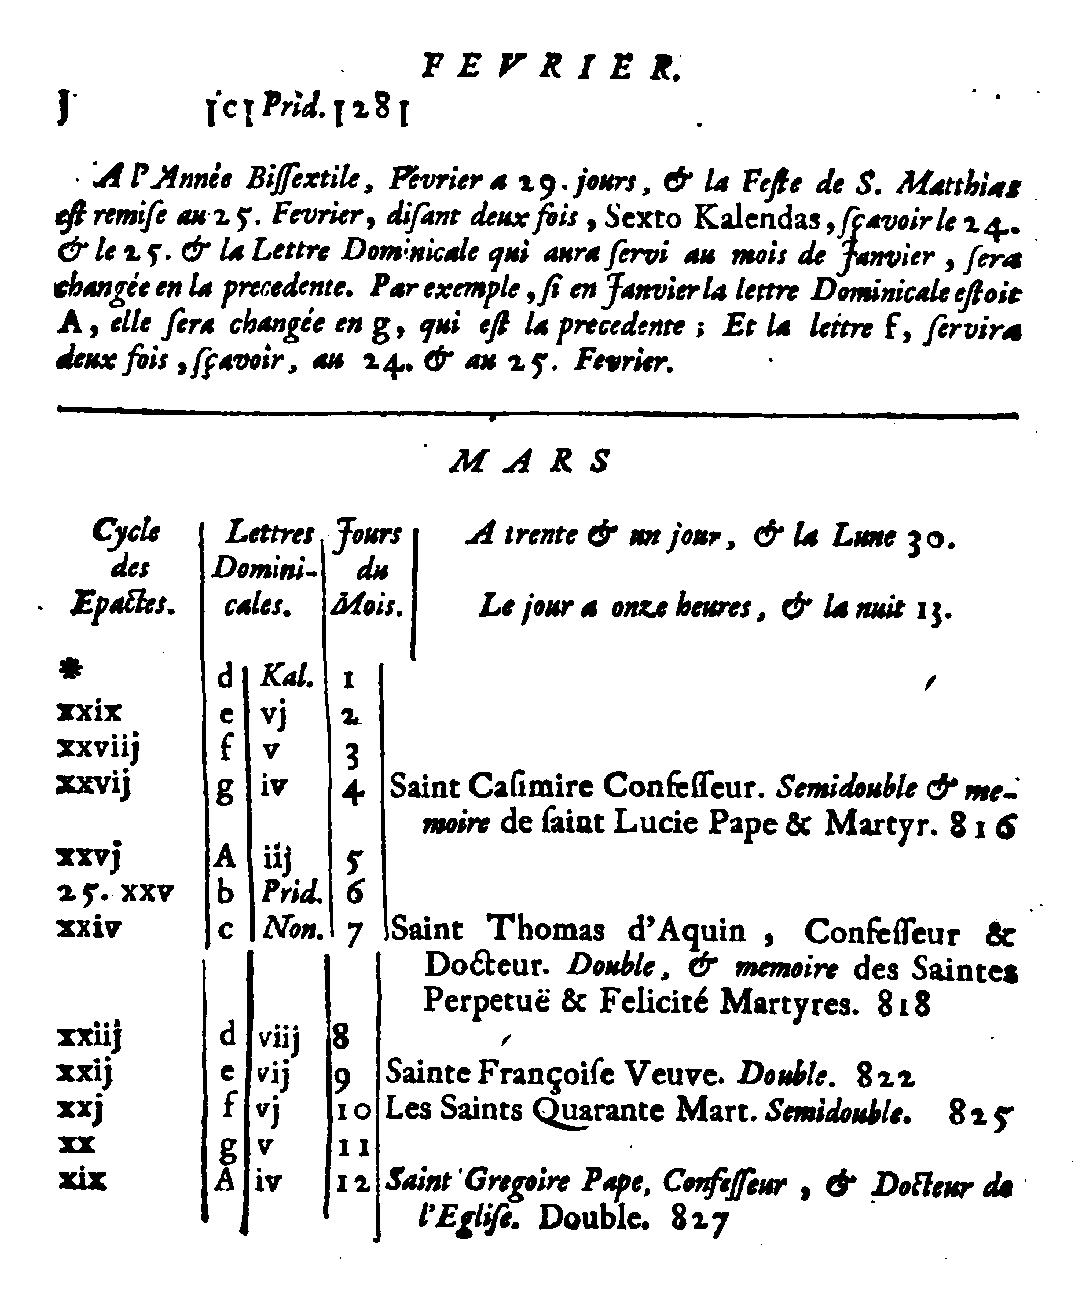 FEVRIER.
j | c | Prid. | 28 |
A l'Année Bissextile, Fevrier a 29. jours, & la Feste de S. Matthias
est remise au 25. Fevrier, disant deux fois, Sexto Kalendas, sçavoir le 24.
& le 25. & la Lettre Dominicale qui aura servi au mois de Janvier, sera
changée en la precedente. Par exemple, si en Janvier la lettre Dominicale estoit
A, elle sera changée en g, qui est la precedente; Et la lettre f, servira
deux fois, sçavoir, au 24. & au 25. Fevrier.
MARS
Cycle | Lettres | Jours | A trente & un jour, & la Lune 30.
des | Domini- | du
Epactes. | cales. | Mois. | Le jour a onze heures, & la nuit 13.
* | d | Kal. | 1
xxix | e | vj | 2
xxviij | f | v | 3
xxvij | g | iv | 4 | Saint Casimire Confesseur. Semidouble & me-
moire de saint Lucie Pape & Martyr. 816
xxvj | A | iij | 5
25. xxv | b | Prid. | 6
xxiv | c | Non. | 7 | Saint Thomas d'Aquin, Confesseur &
Docteur. Double, & memoire des Saintes
Perpetuë & Felicité Martyres. 818
xxiij | d | viij | 8
xxij | e | vij | 9 | Sainte Françoise Veuve. Double. 822
xxj | f | vj | 10 | Les Saints Quarante Mart. Semidouble. 825
xx | g | v | 11
xix | A | iv | 12 | Saint Gregoire Pape, Confesseur, & Docteur de
l'Eglise. Double. 827